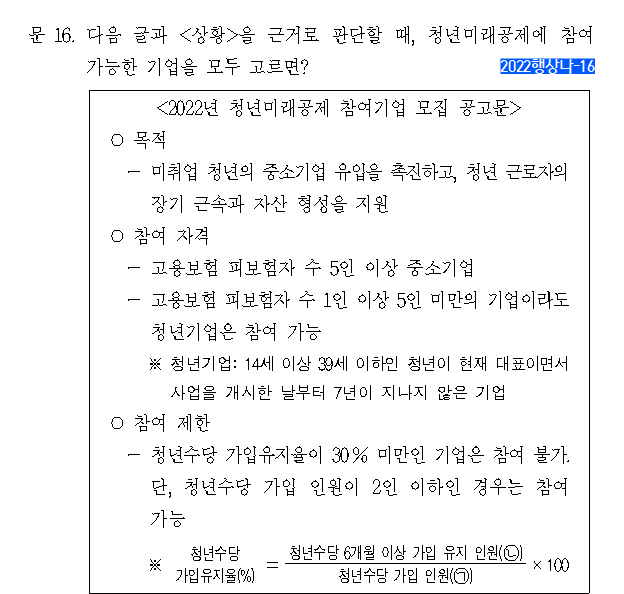 문 16. 다음 글과 <상황>을 근거로 판단할 때, 청년미래공제에 참여
가능한 기업을 모두 고르면?
2022행상나-16
<2022년 청년미래공제 참여기업 모집 공고문>
○ 목적
－ 미취업 청년의 중소기업 유입을 촉진하고, 청년 근로자의
장기 근속과 자산 형성을 지원
○ 참여 자격
－ 고용보험 피보험자 수 5인 이상 중소기업
－ 고용보험 피보험자 수 1인 이상 5인 미만의 기업이라도
청년기업은 참여 가능
※ 청년기업: 14세 이상 39세 이하인 청년이 현재 대표이면서
사업을 개시한 날부터 7년이 지나지 않은 기업
○ 참여 제한
－ 청년수당 가입유지율이 30% 미만인 기업은 참여 불가.
단, 청년수당 가입 인원이 2인 이하인 경우는 참여
가능
※ 청년수당 가입유지율(%) = 청년수당 6개월 이상 가입 유지 인원(㉡) / 청년수당 가입 인원(㉠) × 100